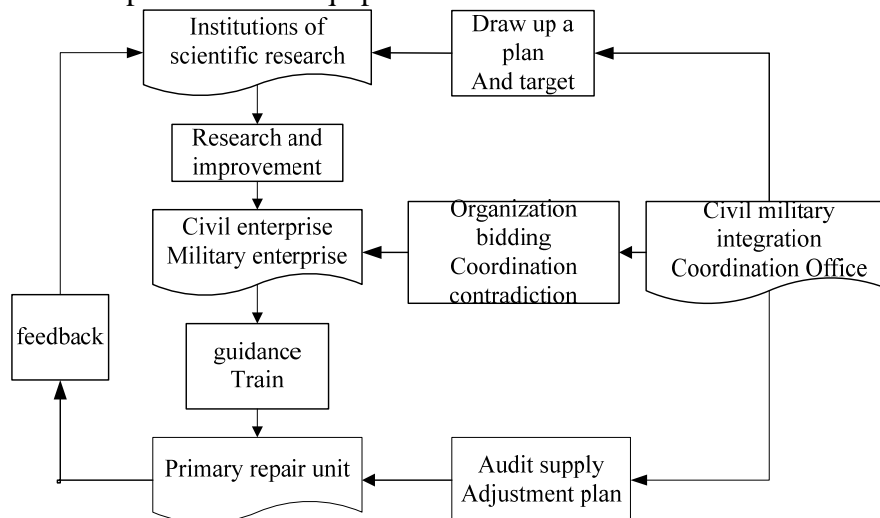 Institutions of
scientific research
Draw up a
plan
And target
Research and
improvement
Civil enterprise
Military enterprise
Organization
bidding
Coordination
contradiction
Civil military
integration
Coordination Office
feedback
guidance
Train
Primary repair unit
Audit supply
Adjustment plan